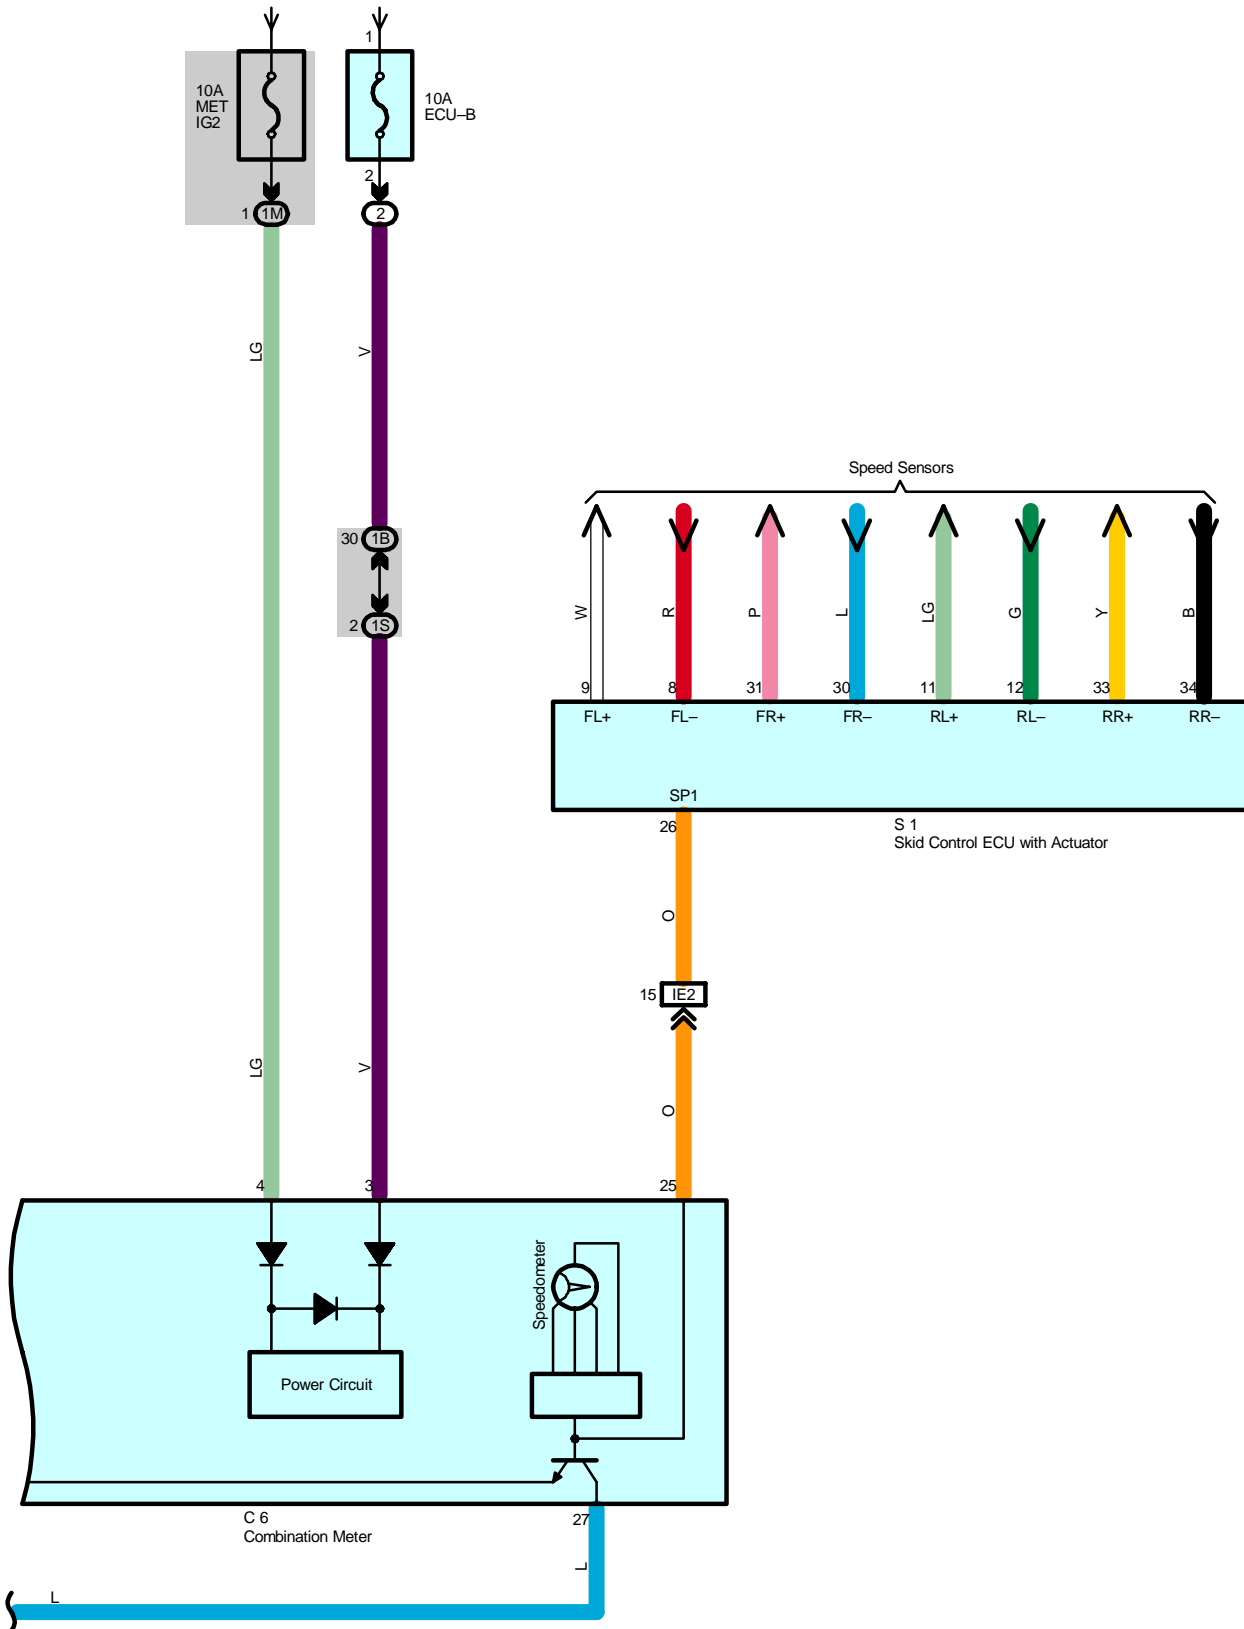 1
10A
MET
IG2
10A
ECU–B
2
1 1M
2
LG
V
Speed Sensors
30 1B
2 1S
W
R
P
L
LG
G
Y
B
9
8
31
30
11
12
33
34
FL+
FL–
FR+
FR–
RL+
RL–
RR+
RR–
SP1
26
S 1
Skid Control ECU with Actuator
O
15 IE2
LG
V
O
4
3
25
Speedometer
Power Circuit
C 6
Combination Meter
27
L
L